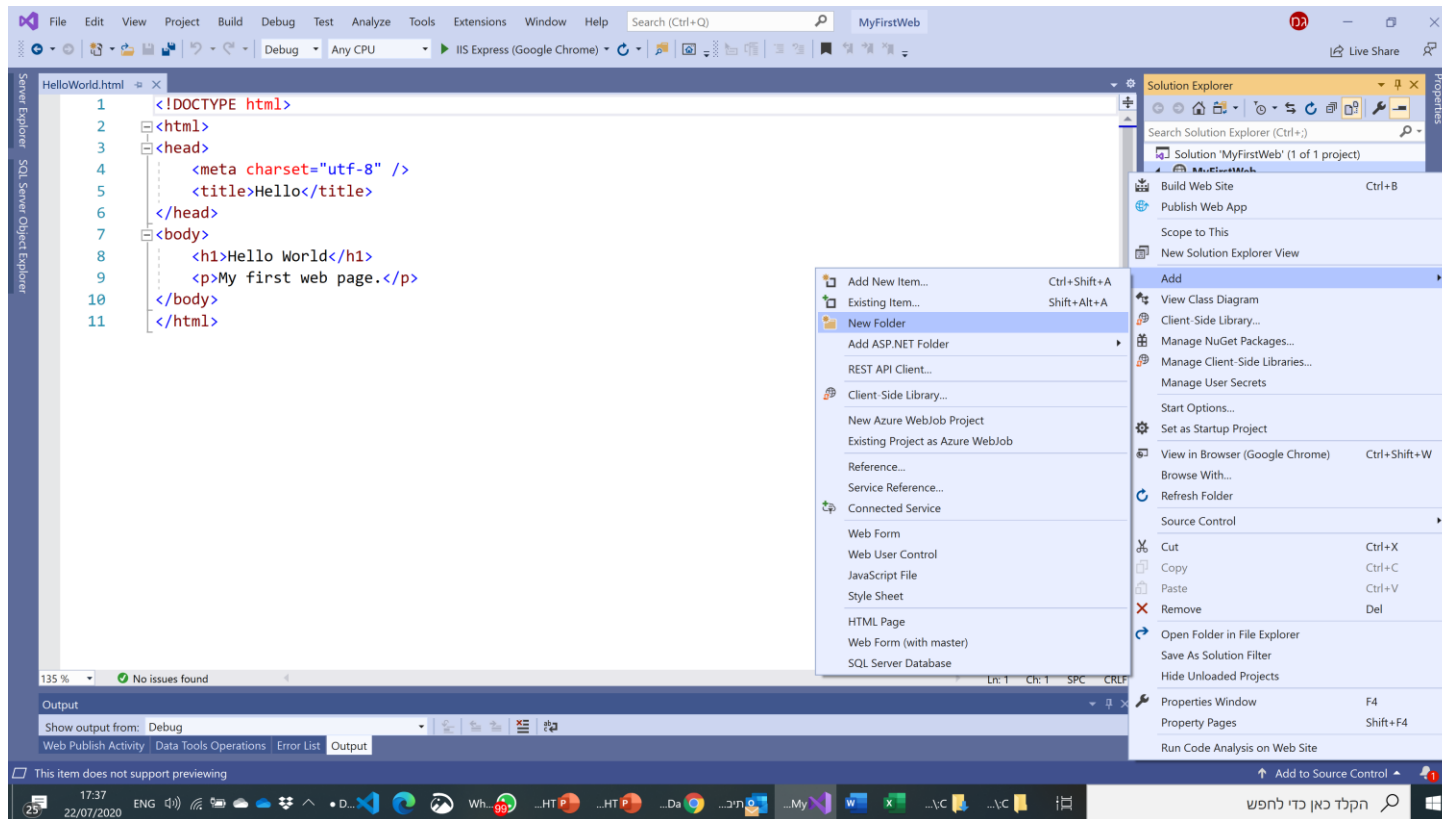 File Edit View Project Build Debug Test Analyze Tools Extensions Window Help Search (Ctrl+Q) MyFirstWeb גמ
Debug Any CPU IIS Express (Google Chrome) Live Share
Server Explorer
SQL Server Object Explorer
HelloWorld.html
1 <!DOCTYPE html>
2 <html>
3 <head>
4 <meta charset="utf-8" />
5 <title>Hello</title>
6 </head>
7 <body>
8 <h1>Hello World</h1>
9 <p>My first web page.</p>
10 </body>
11 </html>
Solution Explorer
Properties
Search Solution Explorer (Ctrl+;)
Solution 'MyFirstWeb' (1 of 1 project)
MyFirstWeb
Build Web Site Ctrl+B
Publish Web App
Scope to This
New Solution Explorer View
Add
View Class Diagram
Client-Side Library...
Manage NuGet Packages...
Manage Client-Side Libraries...
Manage User Secrets
Start Options...
Set as Startup Project
View in Browser (Google Chrome) Ctrl+Shift+W
Browse With...
Refresh Folder
Source Control
Cut Ctrl+X
Copy Ctrl+C
Paste Ctrl+V
Remove Del
Open Folder in File Explorer
Save As Solution Filter
Hide Unloaded Projects
Properties Window F4
Property Pages Shift+F4
Run Code Analysis on Web Site
Add New Item... Ctrl+Shift+A
Existing Item... Shift+Alt+A
New Folder
Add ASP.NET Folder
REST API Client...
Client-Side Library...
New Azure WebJob Project
Existing Project as Azure WebJob
Reference...
Service Reference...
Connected Service
Web Form
Web User Control
JavaScript File
Style Sheet
HTML Page
Web Form (with master)
SQL Server Database
135 % No issues found Ln: 1 Ch: 1 SPC CRLF
Output
Show output from: Debug
Web Publish Activity Data Tools Operations Error List Output
This item does not support previewing Add to Source Control 1
25 17:37 ENG ...D Wh... 99 ...HT ...HT ...Da ...תיב ...My ...\:C ...\:C הקלד כאן כדי לחפש
22/07/2020